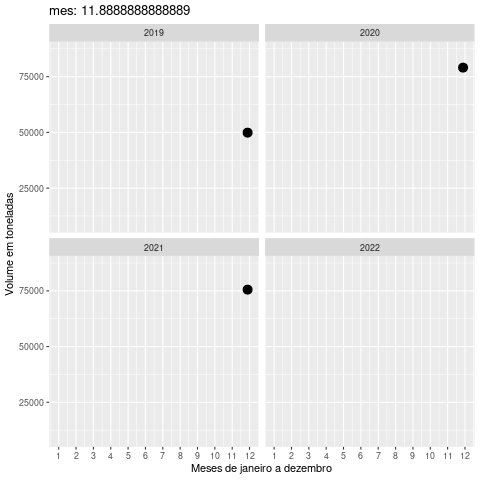 mes: 11.8888888888889
2019
2020
75000
50000
25000
2021
2022
75000
50000
25000
Volume em toneladas
1 2 3 4 5 6 7 8 9 10 11 12 1 2 3 4 5 6 7 8 9 10 11 12
Meses de janeiro a dezembro